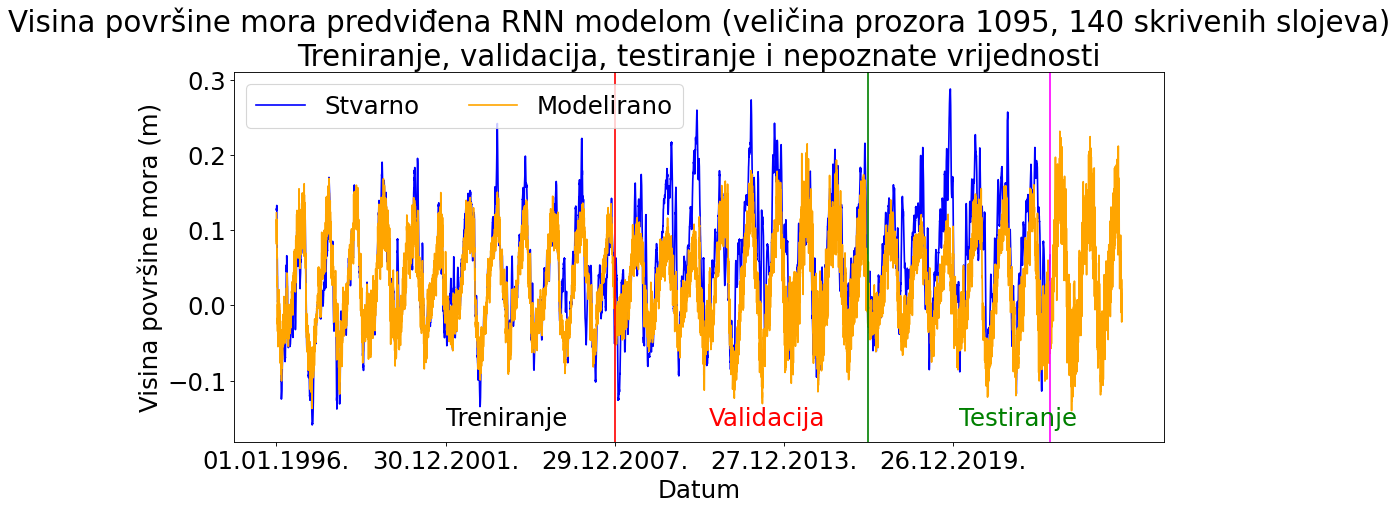 Visina površine mora predviđena RNN modelom (veličina prozora 1095, 140 skrivenih slojeva)
Treniranje, validacija, testiranje i nepoznate vrijednosti
Stvarno Modelirano
Visina površine mora (m)
0.3
0.2
0.1
0.0
−0.1
Treniranje Validacija Testiranje
01.01.1996. 30.12.2001. 29.12.2007. 27.12.2013. 26.12.2019.
Datum